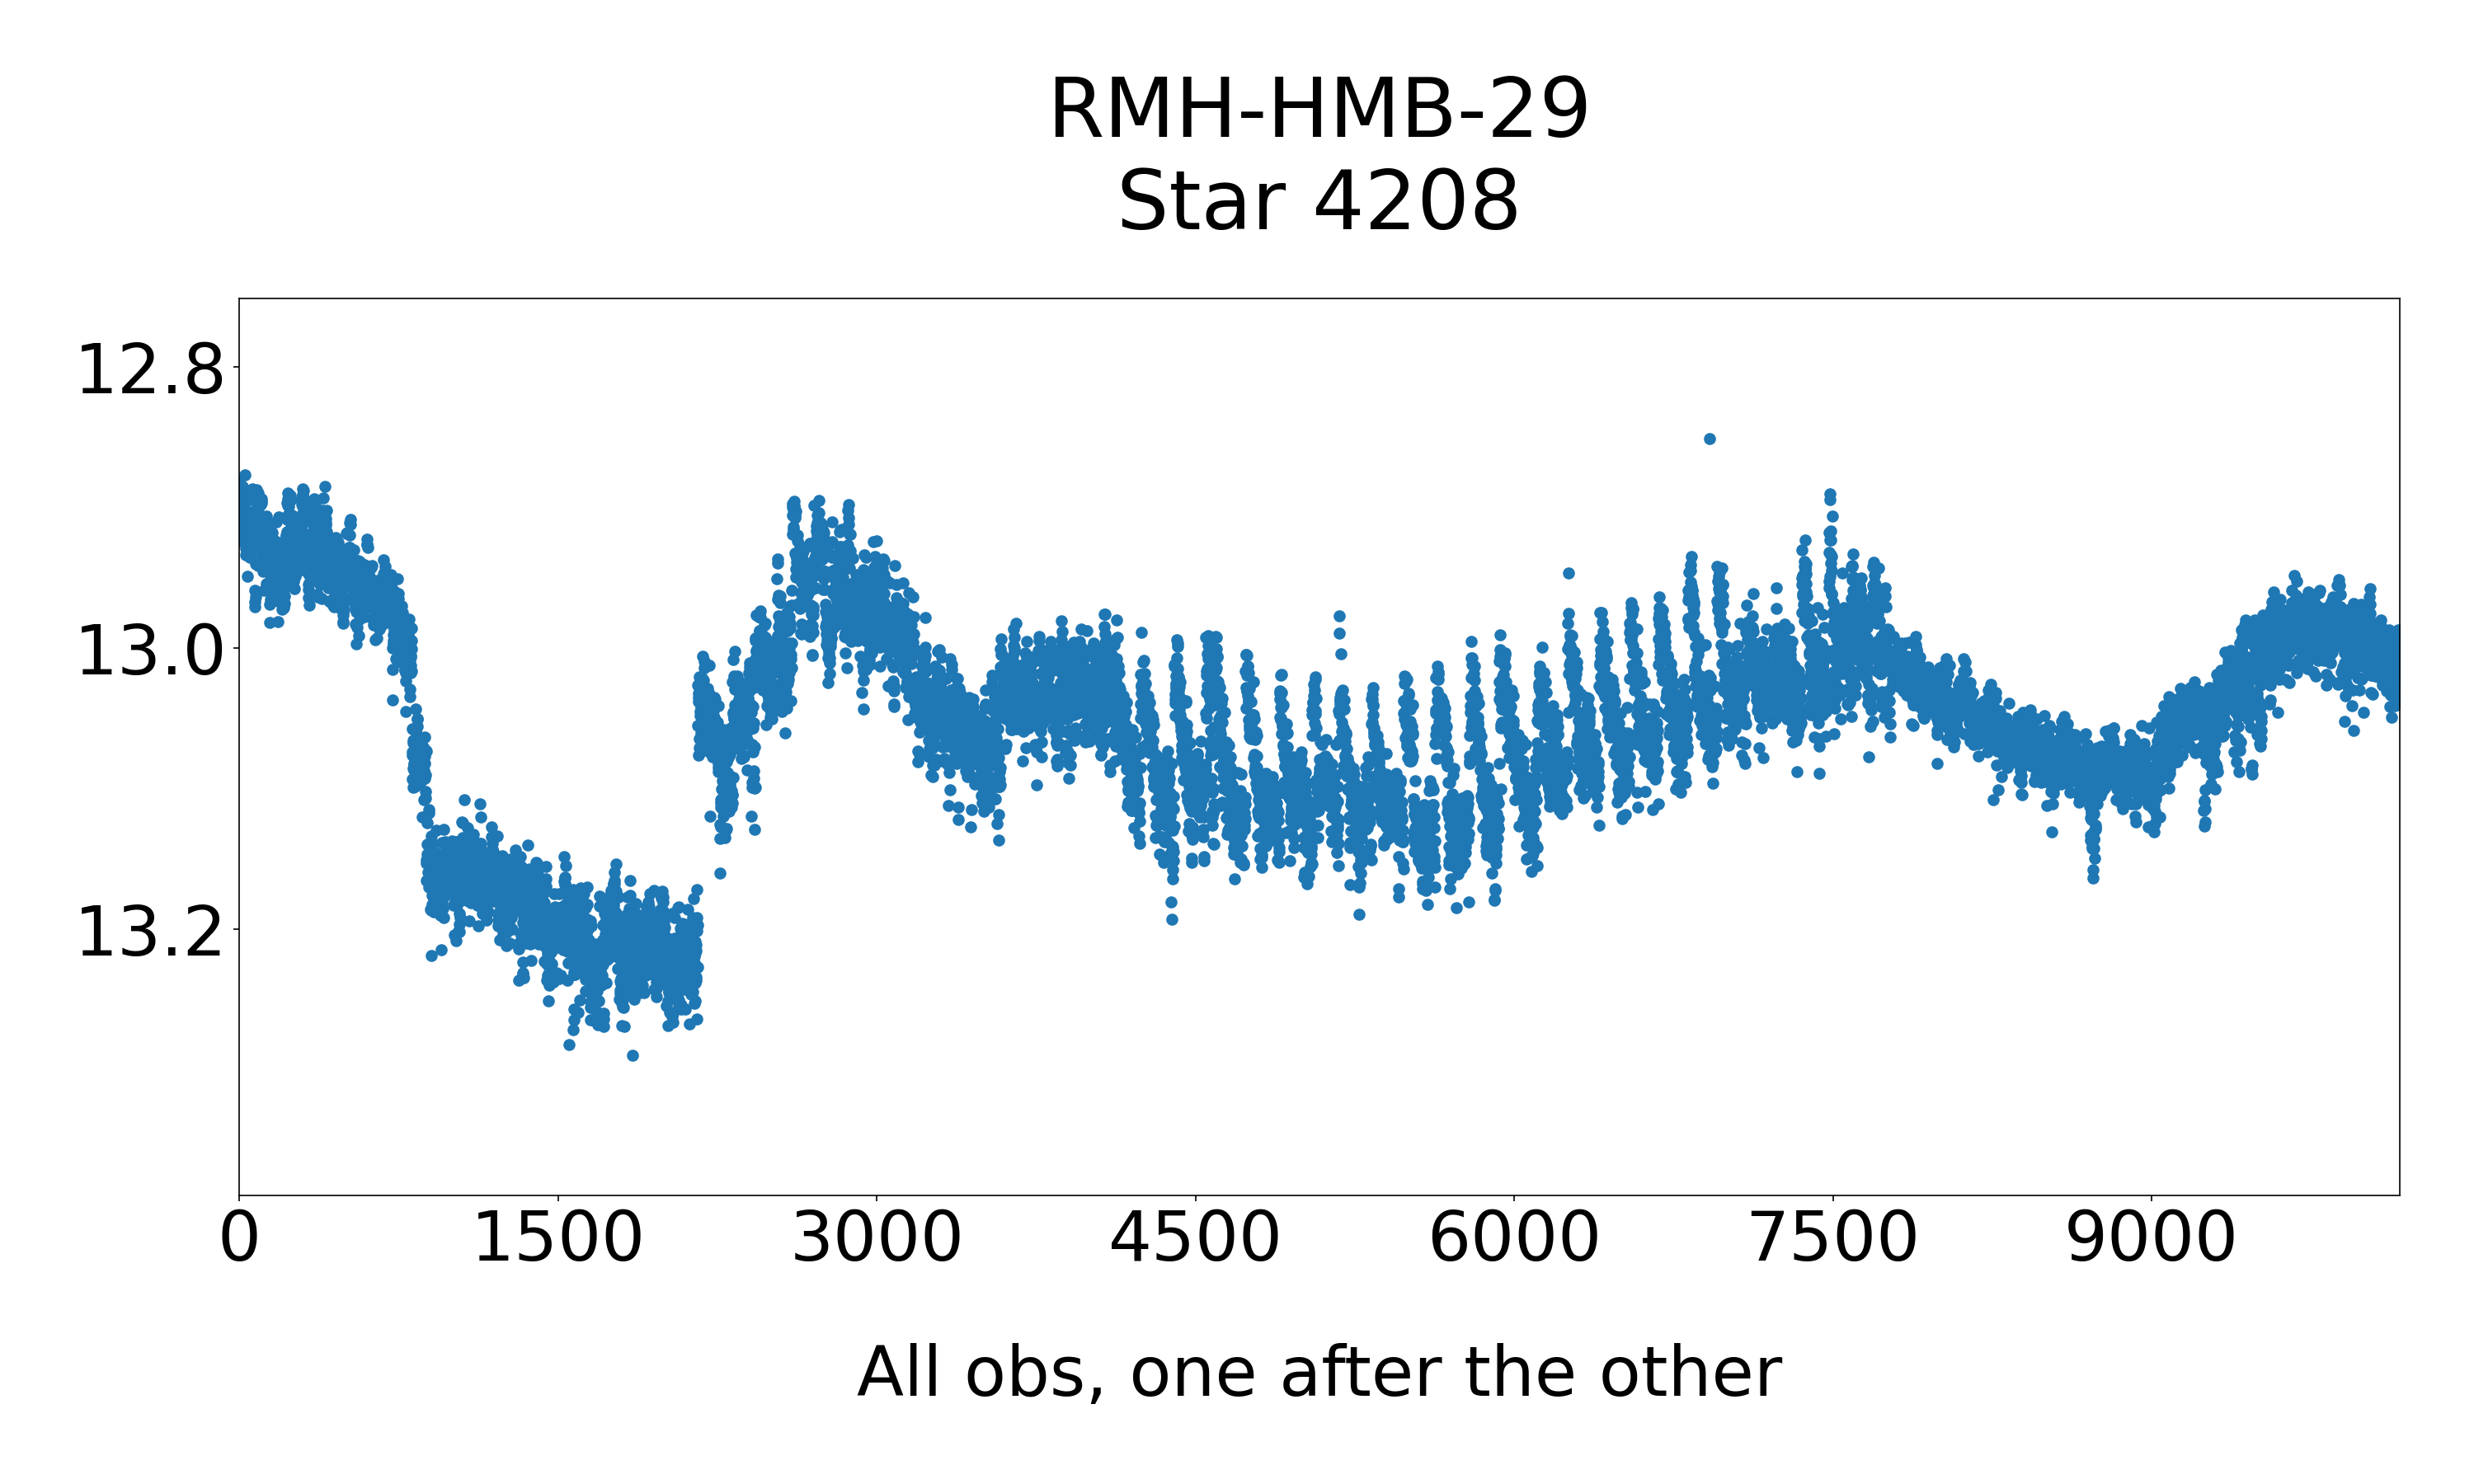 RMH-HMB-29
Star 4208
12.8
13.0
13.2
0 1500 3000 4500 6000 7500 9000
All obs, one after the other